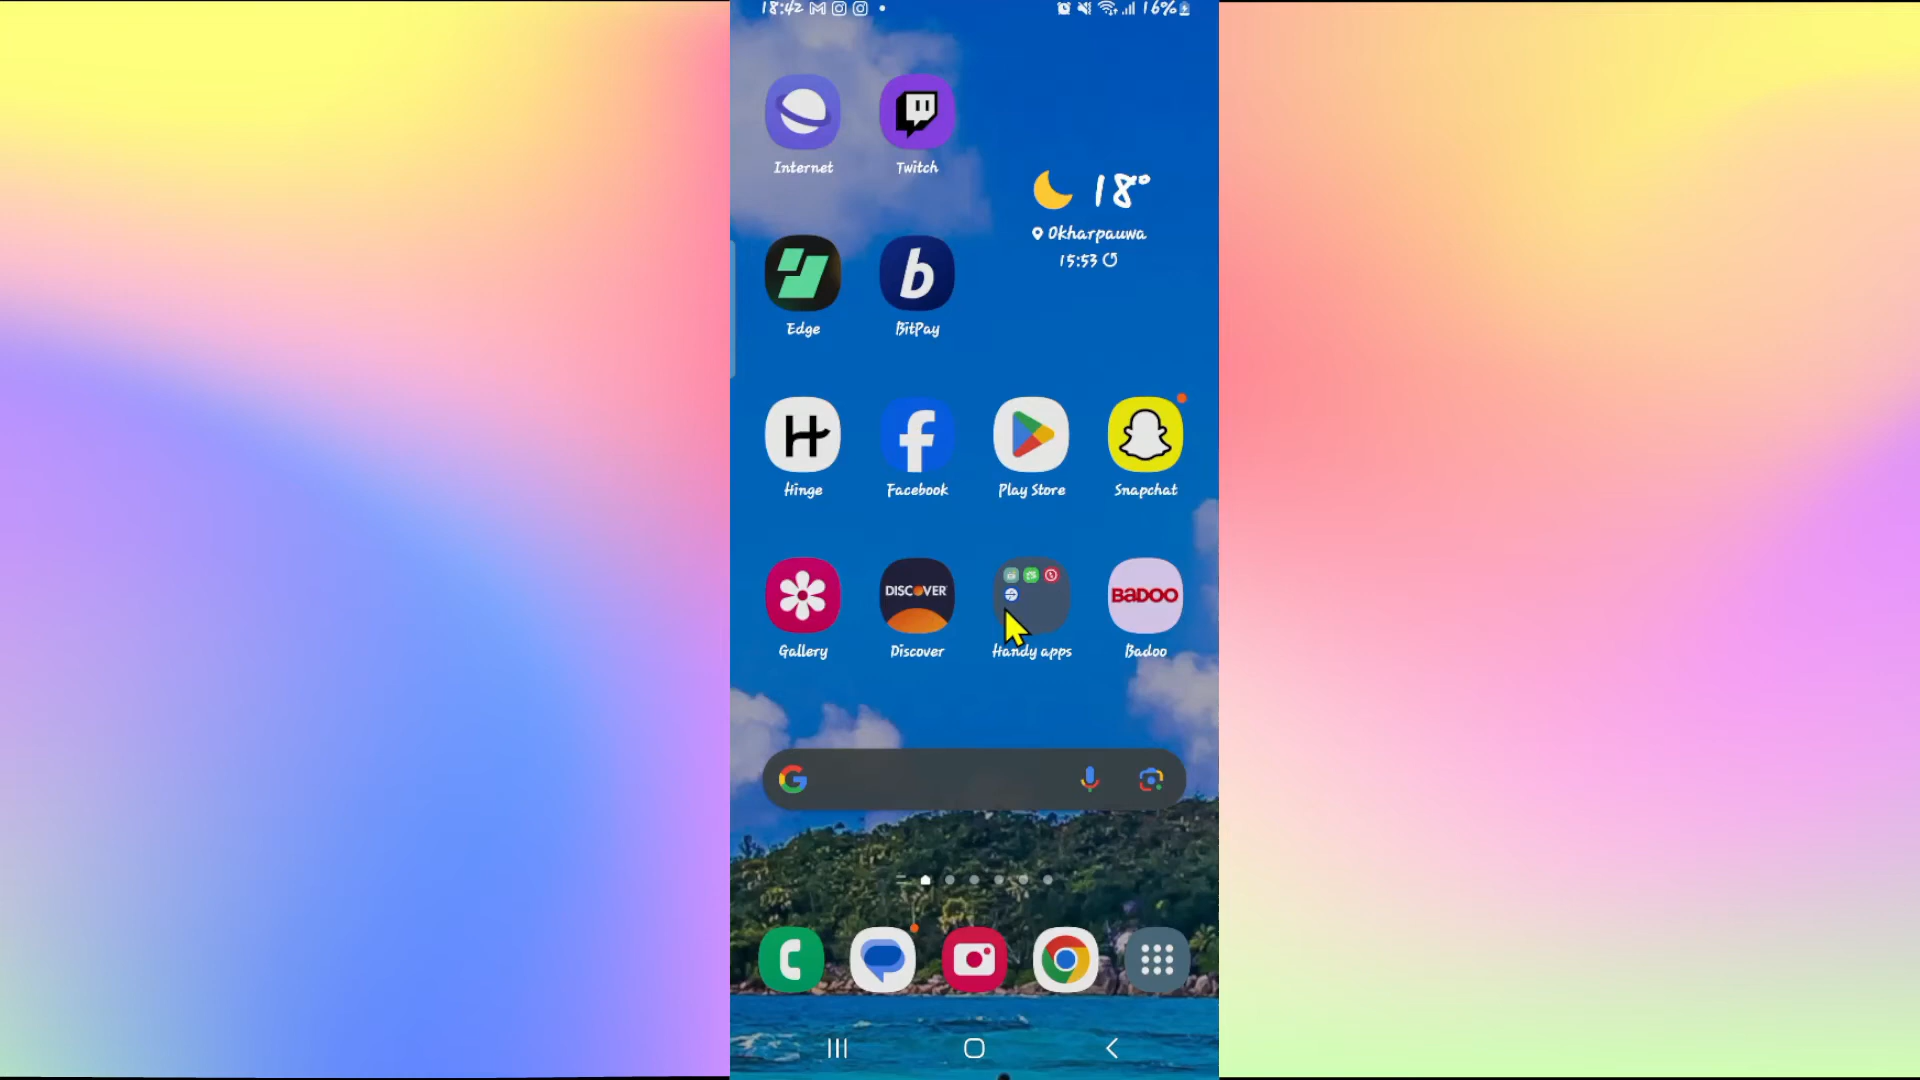 18:42
16%
Internet
Twitch
18°
Okharpauwa
15:53
b
Edge
BitPay
H
f
Hinge
Facebook
Play Store
Snapchat
DISCOVER
Badoo
Gallery
Discover
Handy apps
Badoo
G